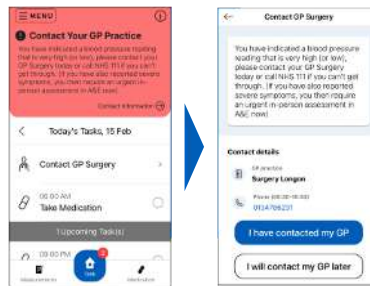 MENU
Contact Your GP Practice
You have indicated a blood pressure reading
that is very high (or low), please contact your
GP Surgery today or call NHS 111 if you can't
get through. (If you have also reported severe
symptoms, you then require an urgent in-
person assessment in A&E now)
Contact Information
Today's Tasks, 15 Feb
Contact GP Surgery
08:00 AM
Take Medication
1 Upcoming Task(s)
08:00 PM
Measurements
Tasks
Medication
Contact GP Surgery
You have indicated a blood pressure
reading that is very high (or low),
please contact your GP Surgery
today or call NHS 111 if you can't get
through. (If you have also reported
severe symptoms, you then require
an urgent in-person assessment in
A&E now)
Contact details
GP practice
Surgery Longon
I have contacted my GP
I will contact my GP later